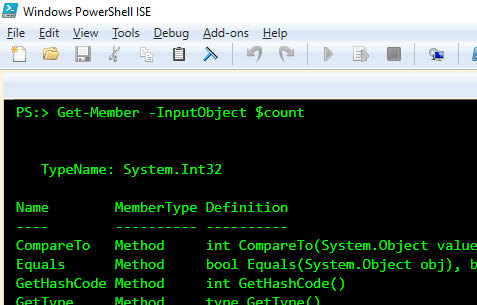 Windows PowerShell ISE
File Edit View Tools Debug Add-ons Help
PS:> Get-Member -InputObject $count
TypeName: System.Int32
Name MemberType Definition
---- ---------- ----------
CompareTo Method int CompareTo(System.Object value
Equals Method bool Equals(System.Object obj), b
GetHashCode Method int GetHashCode()
GetType Method type GetType()